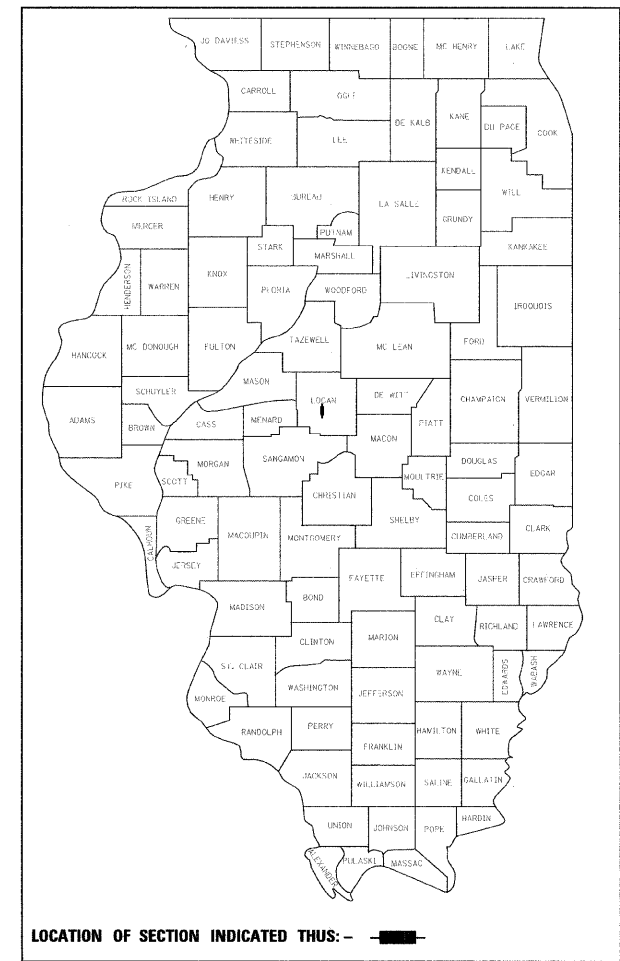 JO DAVIESS STEPHENSON WINNEBAGO BOONE MC HENRY LAKE
CARROLL OGLE
DE KALB KANE DU PAGE COOK
WHITESIDE LEE
KENDALL WILL
ROCK ISLAND HENRY BUREAU LA SALLE GRUNDY
MERCER PUTNAM
STARK MARSHALL KANKAKEE
HENDERSON WARREN KNOX PEORIA WOODFORD LIVINGSTON IROQUOIS
TAZEWELL FORD
HANCOCK MC DONOUGH FULTON MC LEAN
MASON
SCHUYLER LOGAN DE WITT CHAMPAIGN VERMILION
ADAMS BROWN CASS MENARD PIATT
MACON
MORGAN SANGAMON DOUGLAS
PIKE SCOTT MOULTRIE EDGAR
CHRISTIAN COLES
GREENE SHELBY
CALHOUN MACOUPIN MONTGOMERY CUMBERLAND CLARK
JERSEY
FAYETTE EFFINGHAM JASPER CRAWFORD
MADISON BOND
CLAY RICHLAND LAWRENCE
CLINTON MARION
ST. CLAIR WAYNE EDWARDS WABASH
WASHINGTON JEFFERSON
MONROE
RANDOLPH PERRY HAMILTON WHITE
FRANKLIN
JACKSON WILLIAMSON SALINE GALLATIN
HARDIN
UNION JOHNSON POPE
ALEXANDER PULASKI MASSAC
LOCATION OF SECTION INDICATED THUS: –